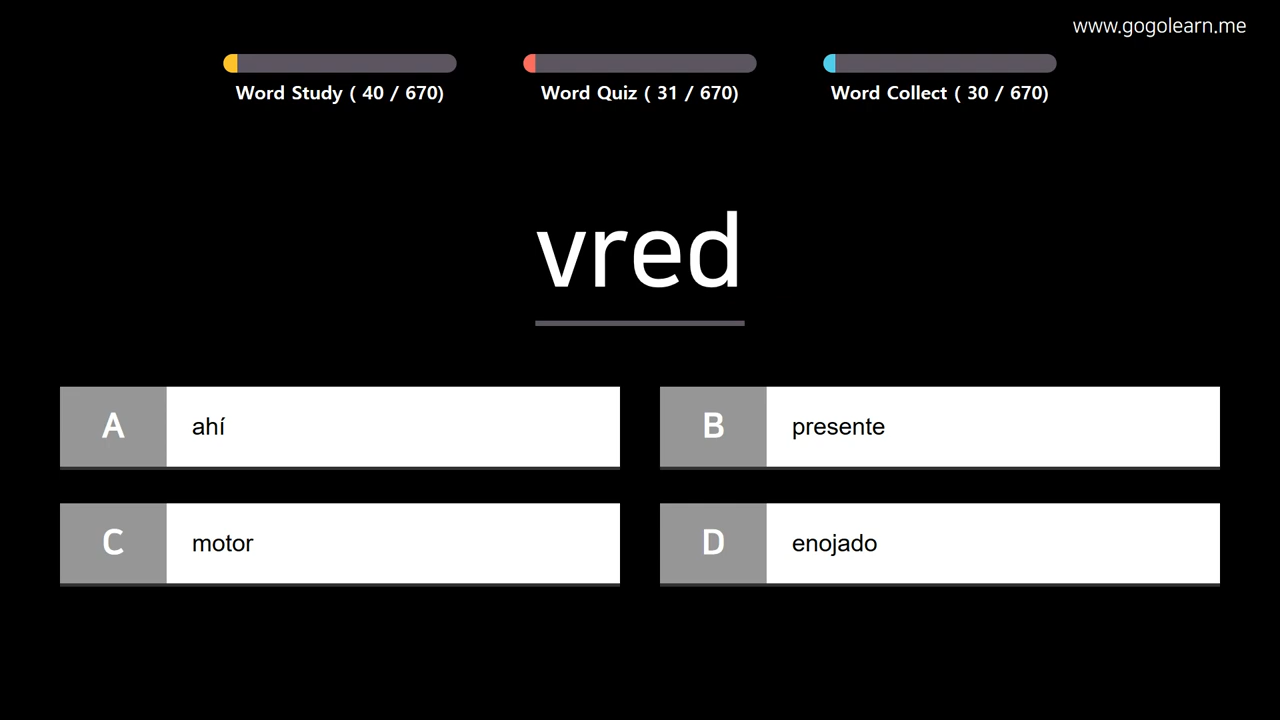 www.gogolearn.me
Word Study ( 40 / 670)
Word Quiz ( 31 / 670)
Word Collect ( 30 / 670)
vred
A ahí
B presente
C motor
D enojado